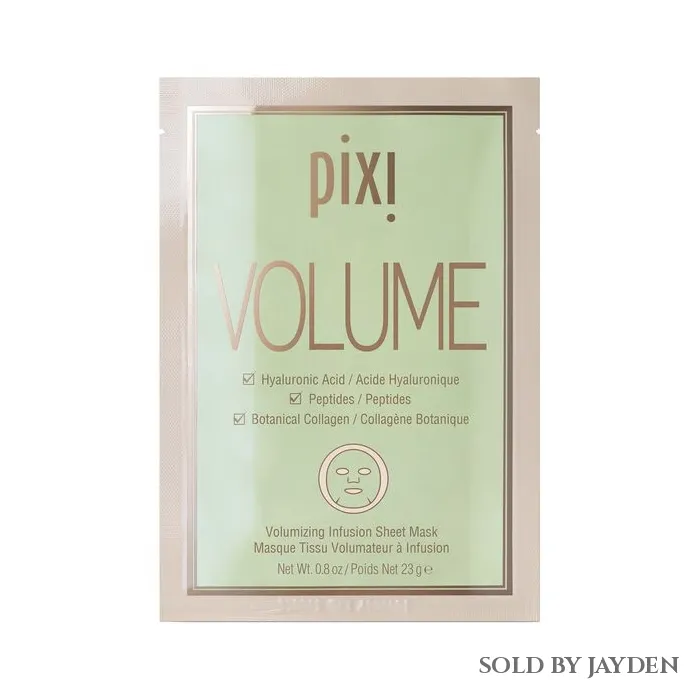 pixi
VOLUME
Hyaluronic Acid / Acide Hyaluronique
Peptides / Peptides
Botanical Collagen / Collagène Botanique
Volumizing Infusion Sheet Mask
Masque Tissu Volumateur à Infusion
Net Wt. 0.8 oz / Poids Net 23 g ℮
SOLD BY JAYDEN